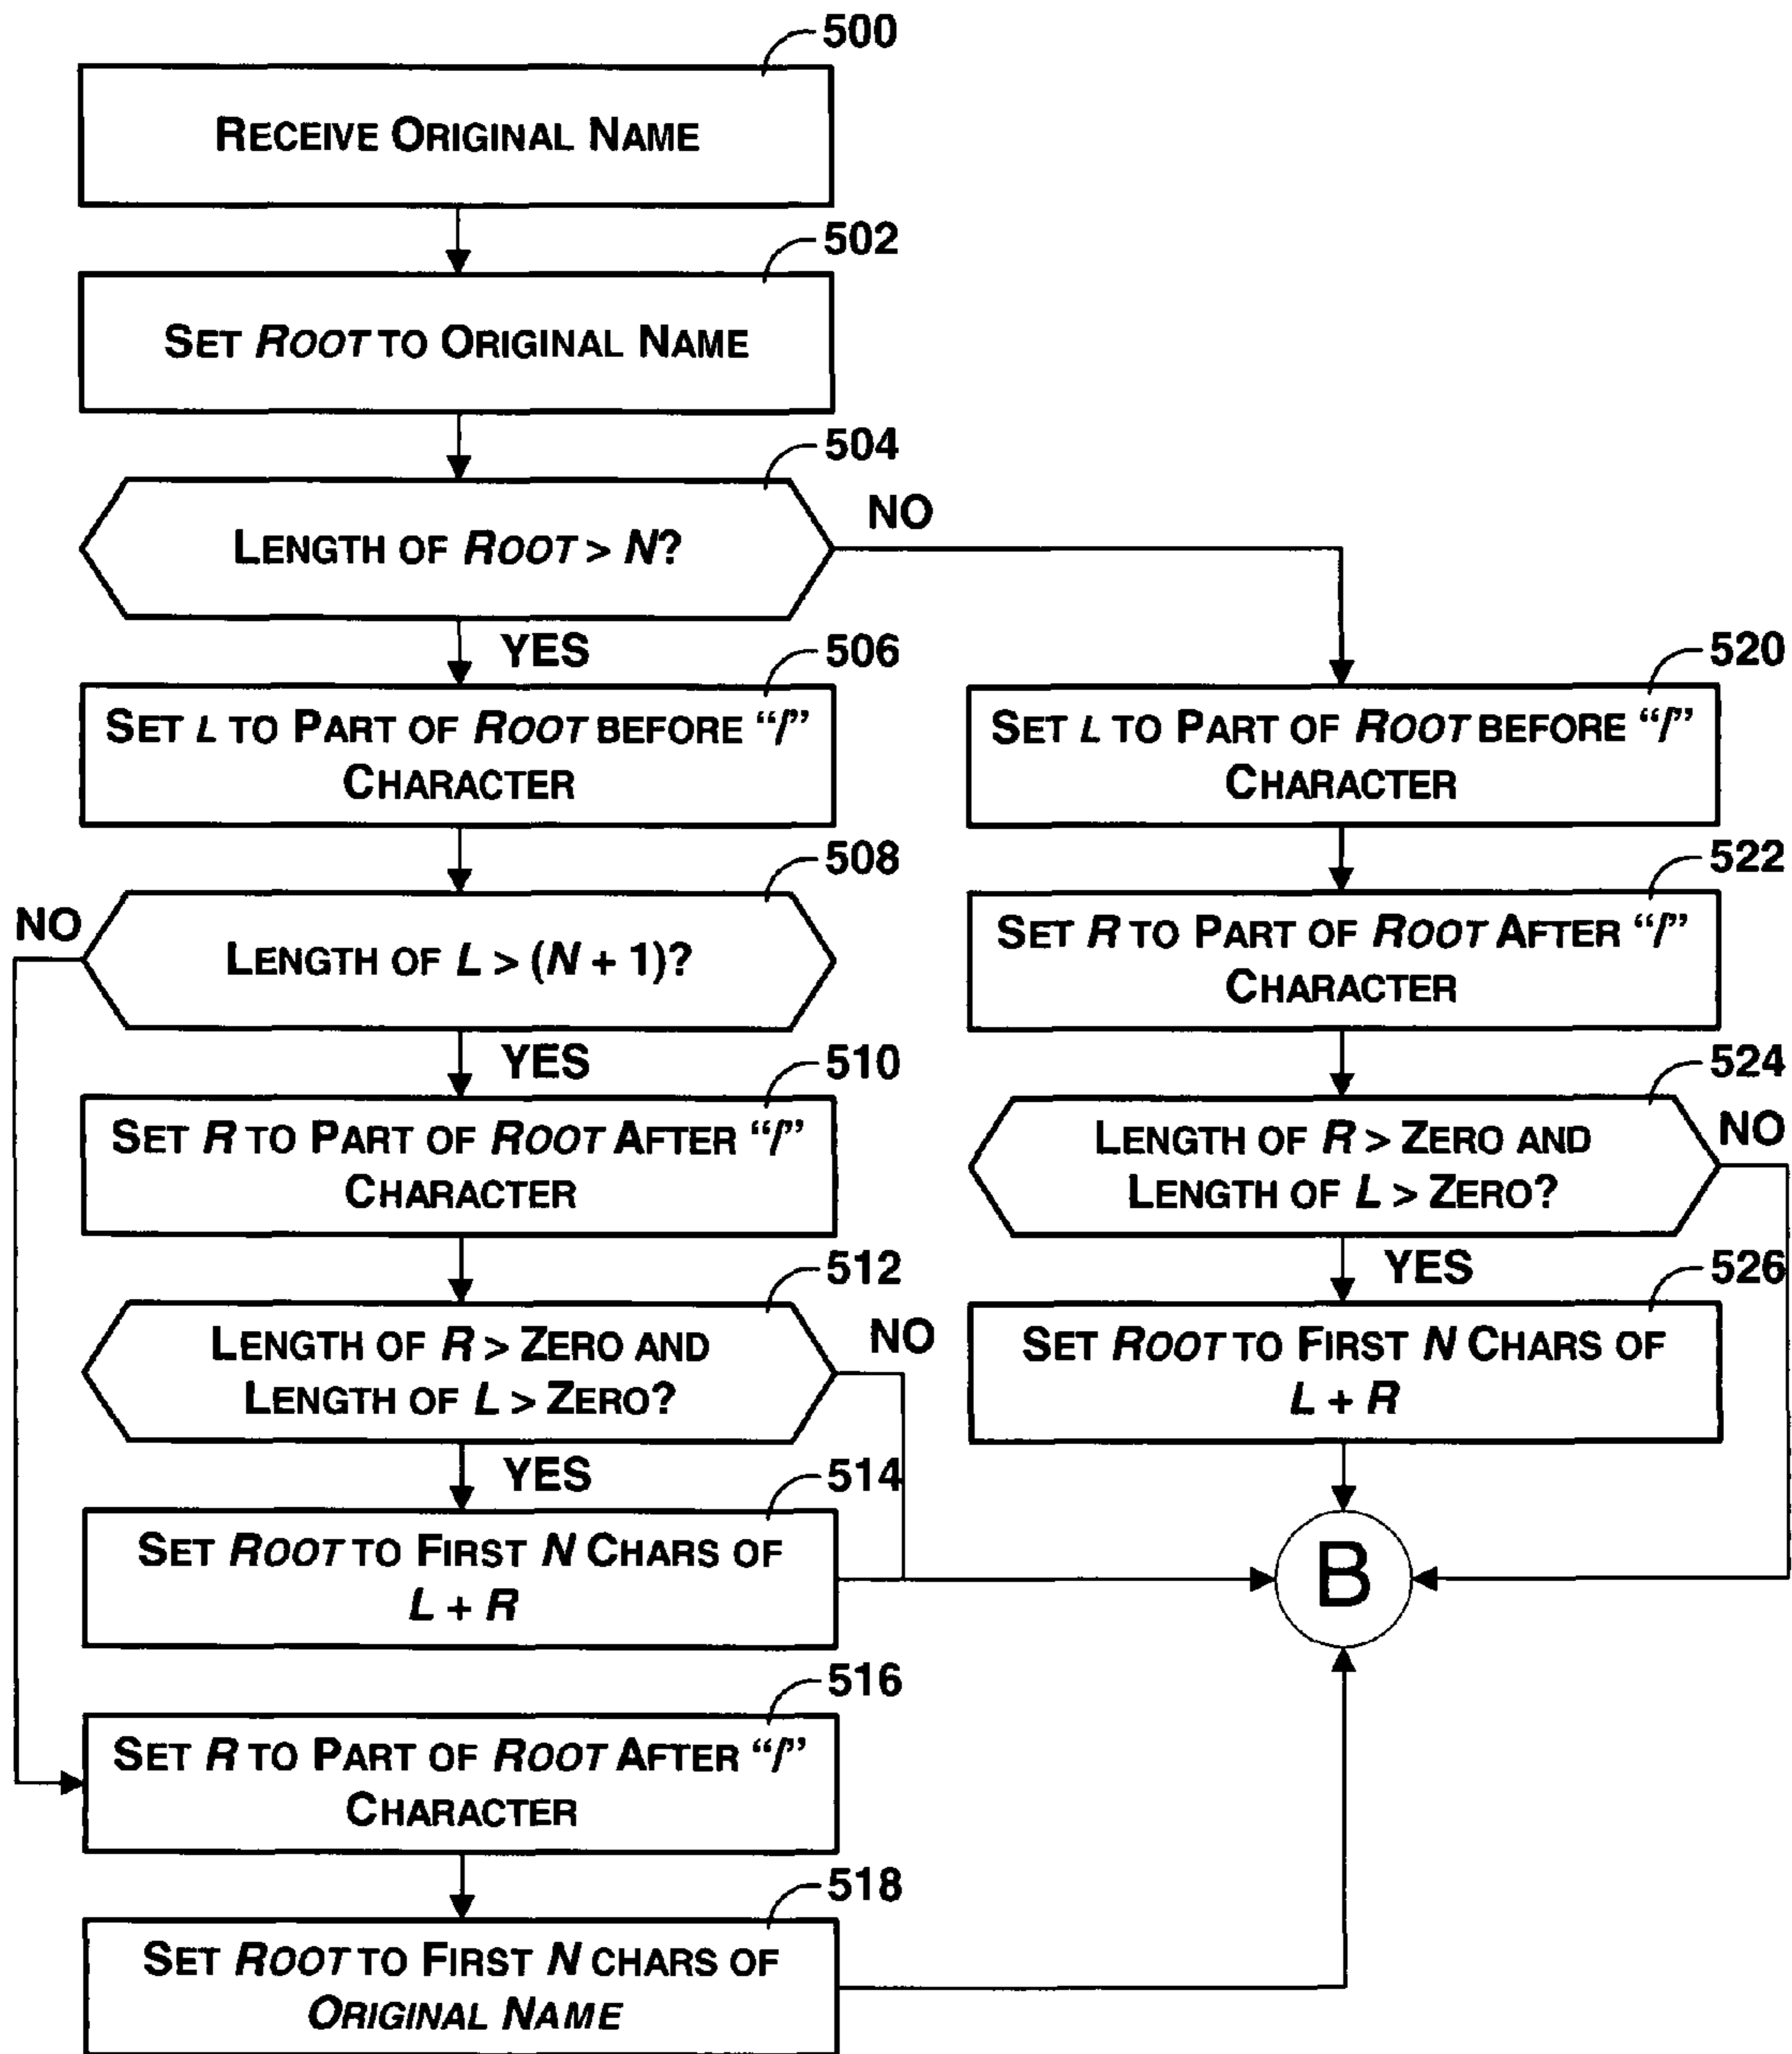 500
RECEIVE ORIGINAL NAME
502
SET ROOT TO ORIGINAL NAME
504
LENGTH OF ROOT > N?
NO
YES
506
SET L TO PART OF ROOT BEFORE “/”
CHARACTER
508
NO
LENGTH OF L > (N + 1)?
YES
510
SET R TO PART OF ROOT AFTER “/”
CHARACTER
512
LENGTH OF R > ZERO AND
LENGTH OF L > ZERO?
NO
YES
514
SET ROOT TO FIRST N CHARS OF
L + R
516
SET R TO PART OF ROOT AFTER “/”
CHARACTER
518
SET ROOT TO FIRST N CHARS OF
ORIGINAL NAME
520
SET L TO PART OF ROOT BEFORE “/”
CHARACTER
522
SET R TO PART OF ROOT AFTER “/”
CHARACTER
524
LENGTH OF R > ZERO AND
LENGTH OF L > ZERO?
NO
YES
526
SET ROOT TO FIRST N CHARS OF
L + R
B